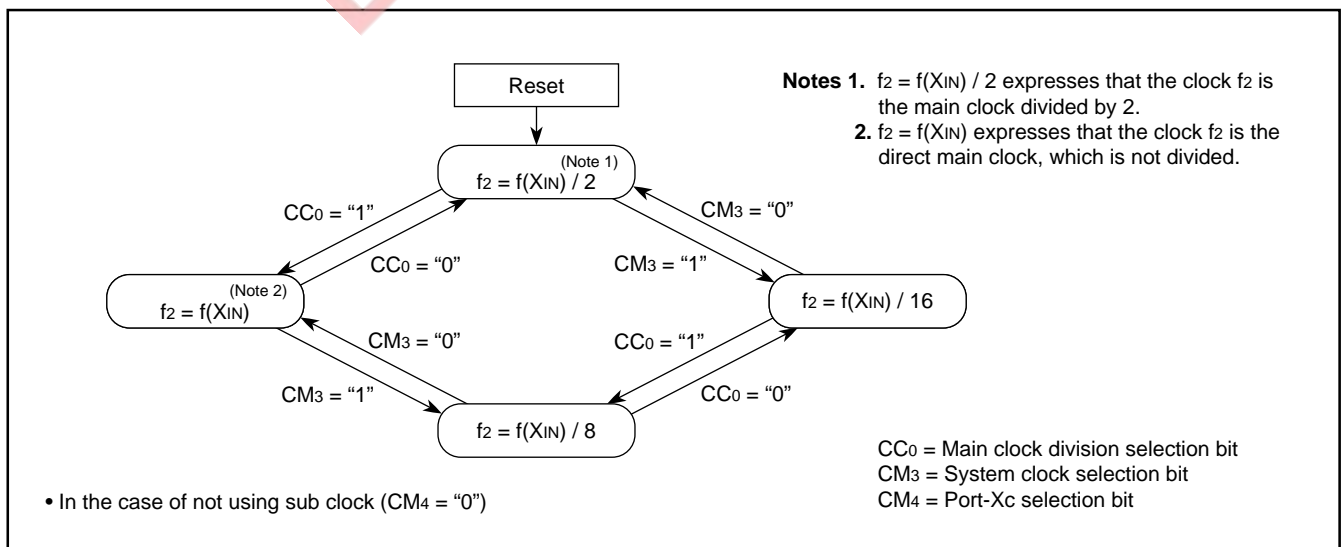 Reset
Notes 1. f2 = f(XIN) / 2 expresses that the clock f2 is
the main clock divided by 2.
2. f2 = f(XIN) expresses that the clock f2 is the
direct main clock, which is not divided.
(Note 1)
f2 = f(XIN) / 2
CC0 = “1”
CC0 = “0”
CM3 = “0”
CM3 = “1”
(Note 2)
f2 = f(XIN)
f2 = f(XIN) / 16
CM3 = “0”
CM3 = “1”
CC0 = “1”
CC0 = “0”
f2 = f(XIN) / 8
CC0 = Main clock division selection bit
CM3 = System clock selection bit
CM4 = Port-Xc selection bit
• In the case of not using sub clock (CM4 = “0”)